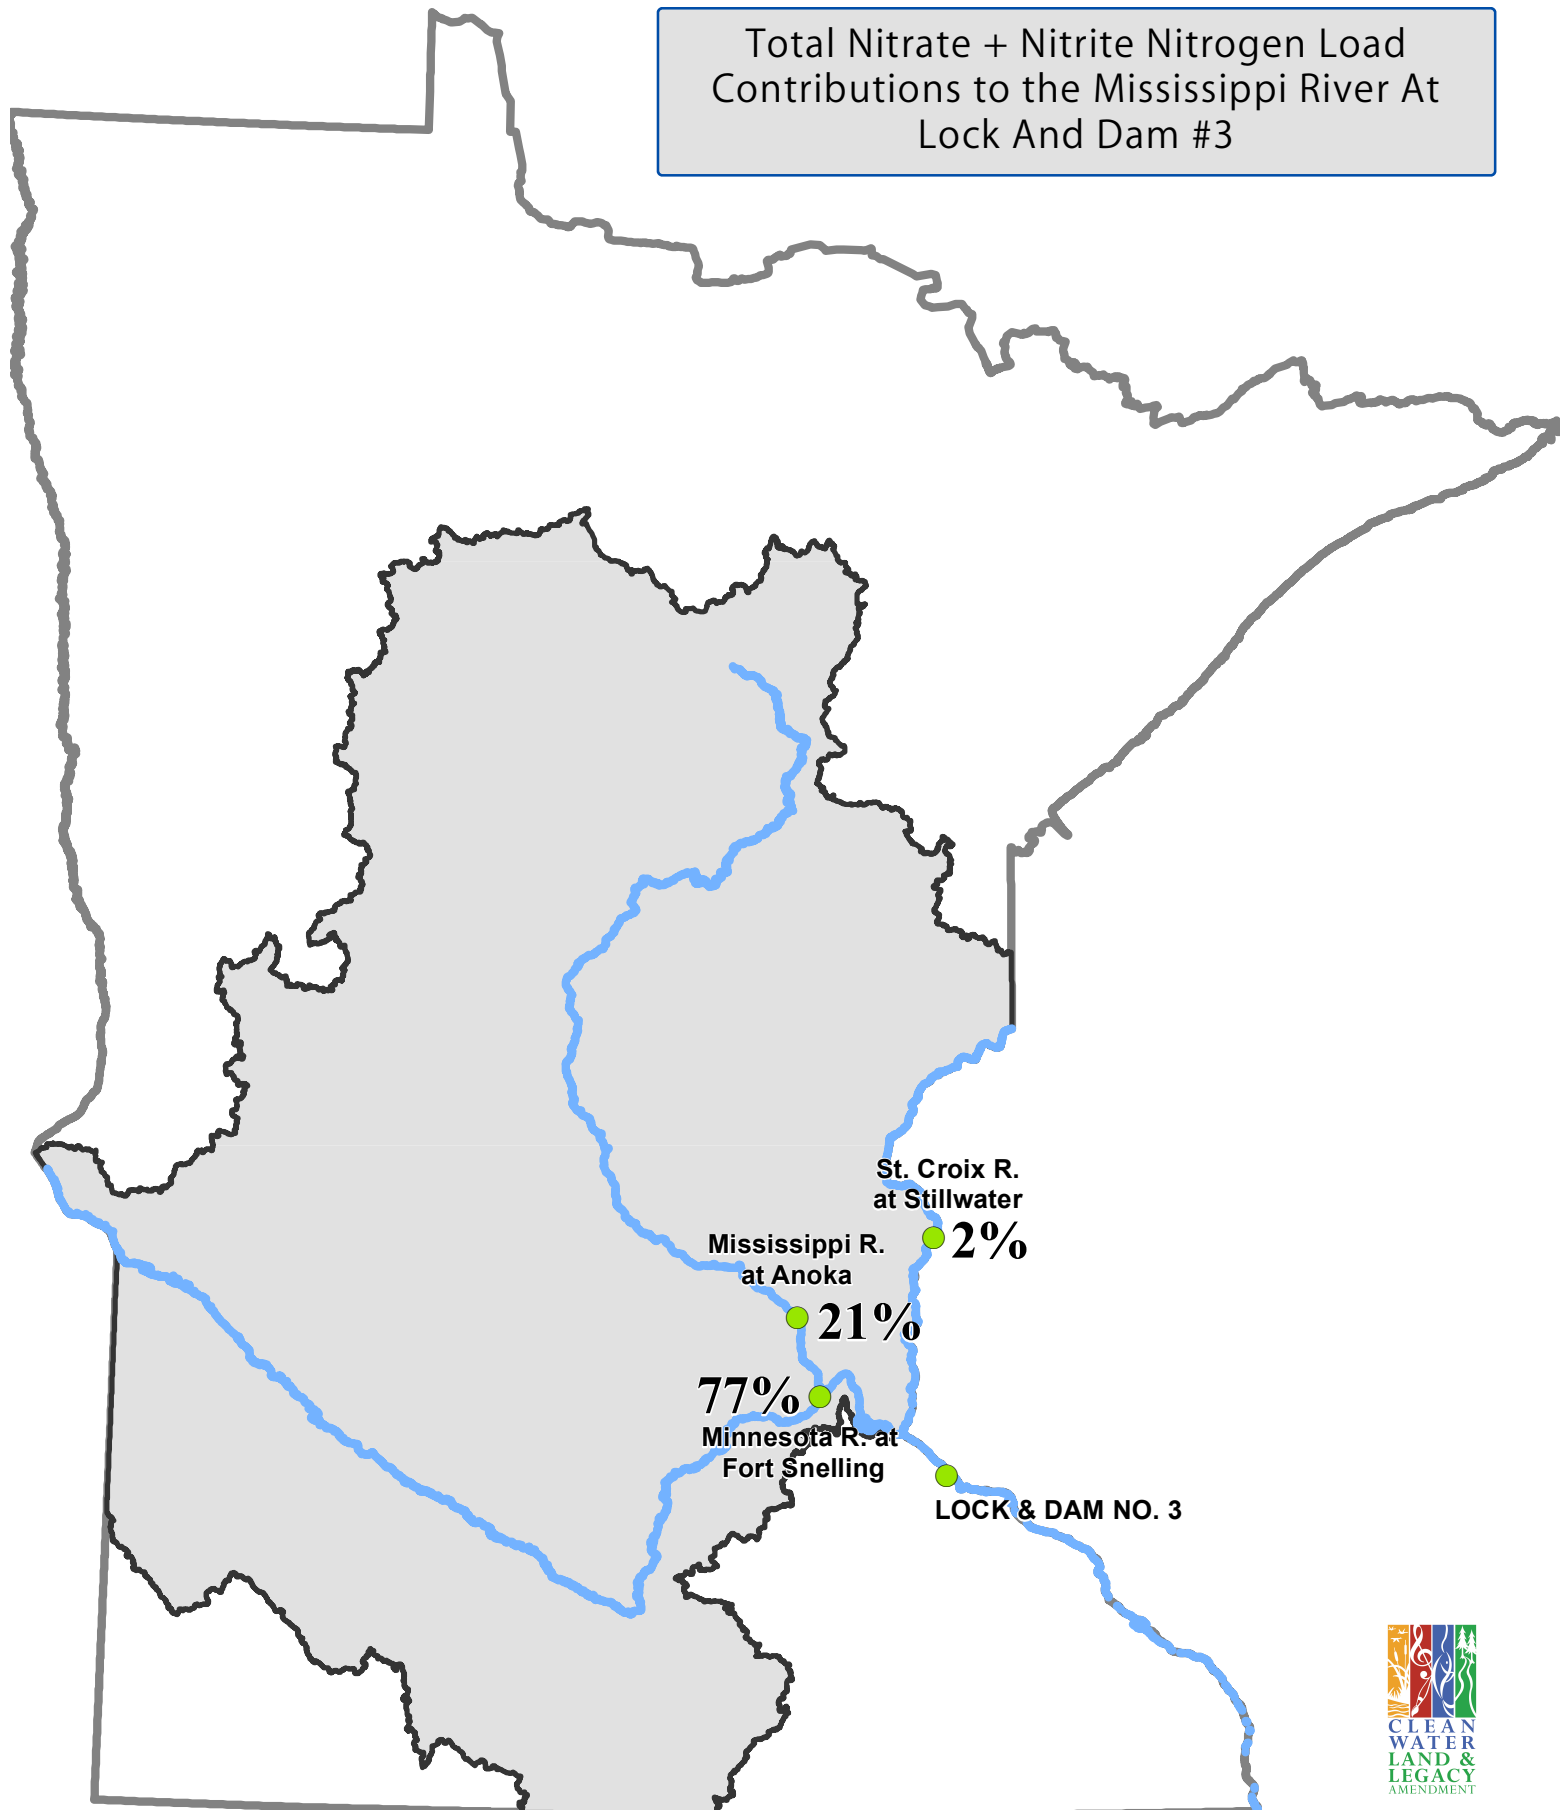 Total Nitrate + Nitrite Nitrogen Load
Contributions to the Mississippi River At
Lock And Dam #3
St. Croix R.
at Stillwater
2%
Mississippi R.
at Anoka
21%
77%
Minnesota R. at
Fort Snelling
LOCK & DAM NO. 3
CLEAN
WATER
LAND &
LEGACY
AMENDMENT